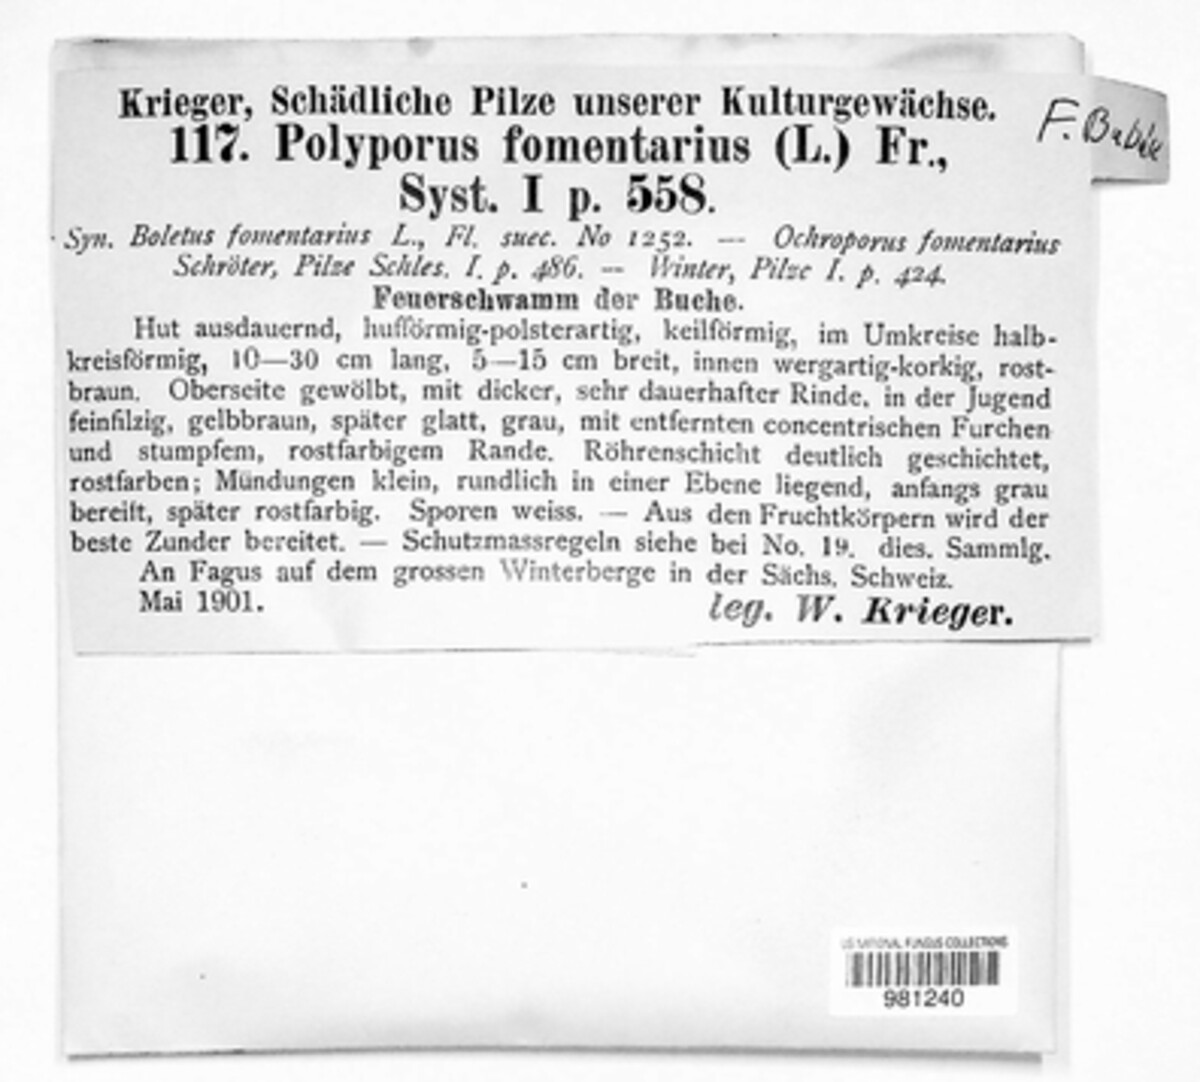 Krieger, Schädliche Pilze unserer Kulturgewächse.
F. Bubák
117. Polyporus fomentarius (L.) Fr.,
Syst. I p. 558.
Syn. Boletus fomentarius L., Fl. suec. No 1252. — Ochroporus fomentarius
Schröter, Pilze Schles. I. p. 486. — Winter, Pilze I. p. 424.
Feuerschwamm der Buche.
Hut ausdauernd, hufförmig-polsterartig, keilförmig, im Umkreise halb-
kreisförmig, 10—30 cm lang, 5—15 cm breit, innen wergartig-korkig, rost-
braun. Oberseite gewölbt, mit dicker, sehr dauerhafter Rinde, in der Jugend
feinfilzig, gelbbraun, später glatt, grau, mit entfernten concentrischen Furchen
und stumpfem, rostfarbigem Rande. Röhrenschicht deutlich geschichtet,
rostfarben; Mündungen klein, rundlich in einer Ebene liegend, anfangs grau
bereift, später rostfarbig. Sporen weiss. — Aus den Fruchtkörpern wird der
beste Zunder bereitet. — Schutzmassregeln siehe bei No. 19. dies. Sammlg.
An Fagus auf dem grossen Winterberge in der Sächs. Schweiz.
Mai 1901. leg. W. Krieger.
US NATIONAL FUNGUS COLLECTIONS
981240